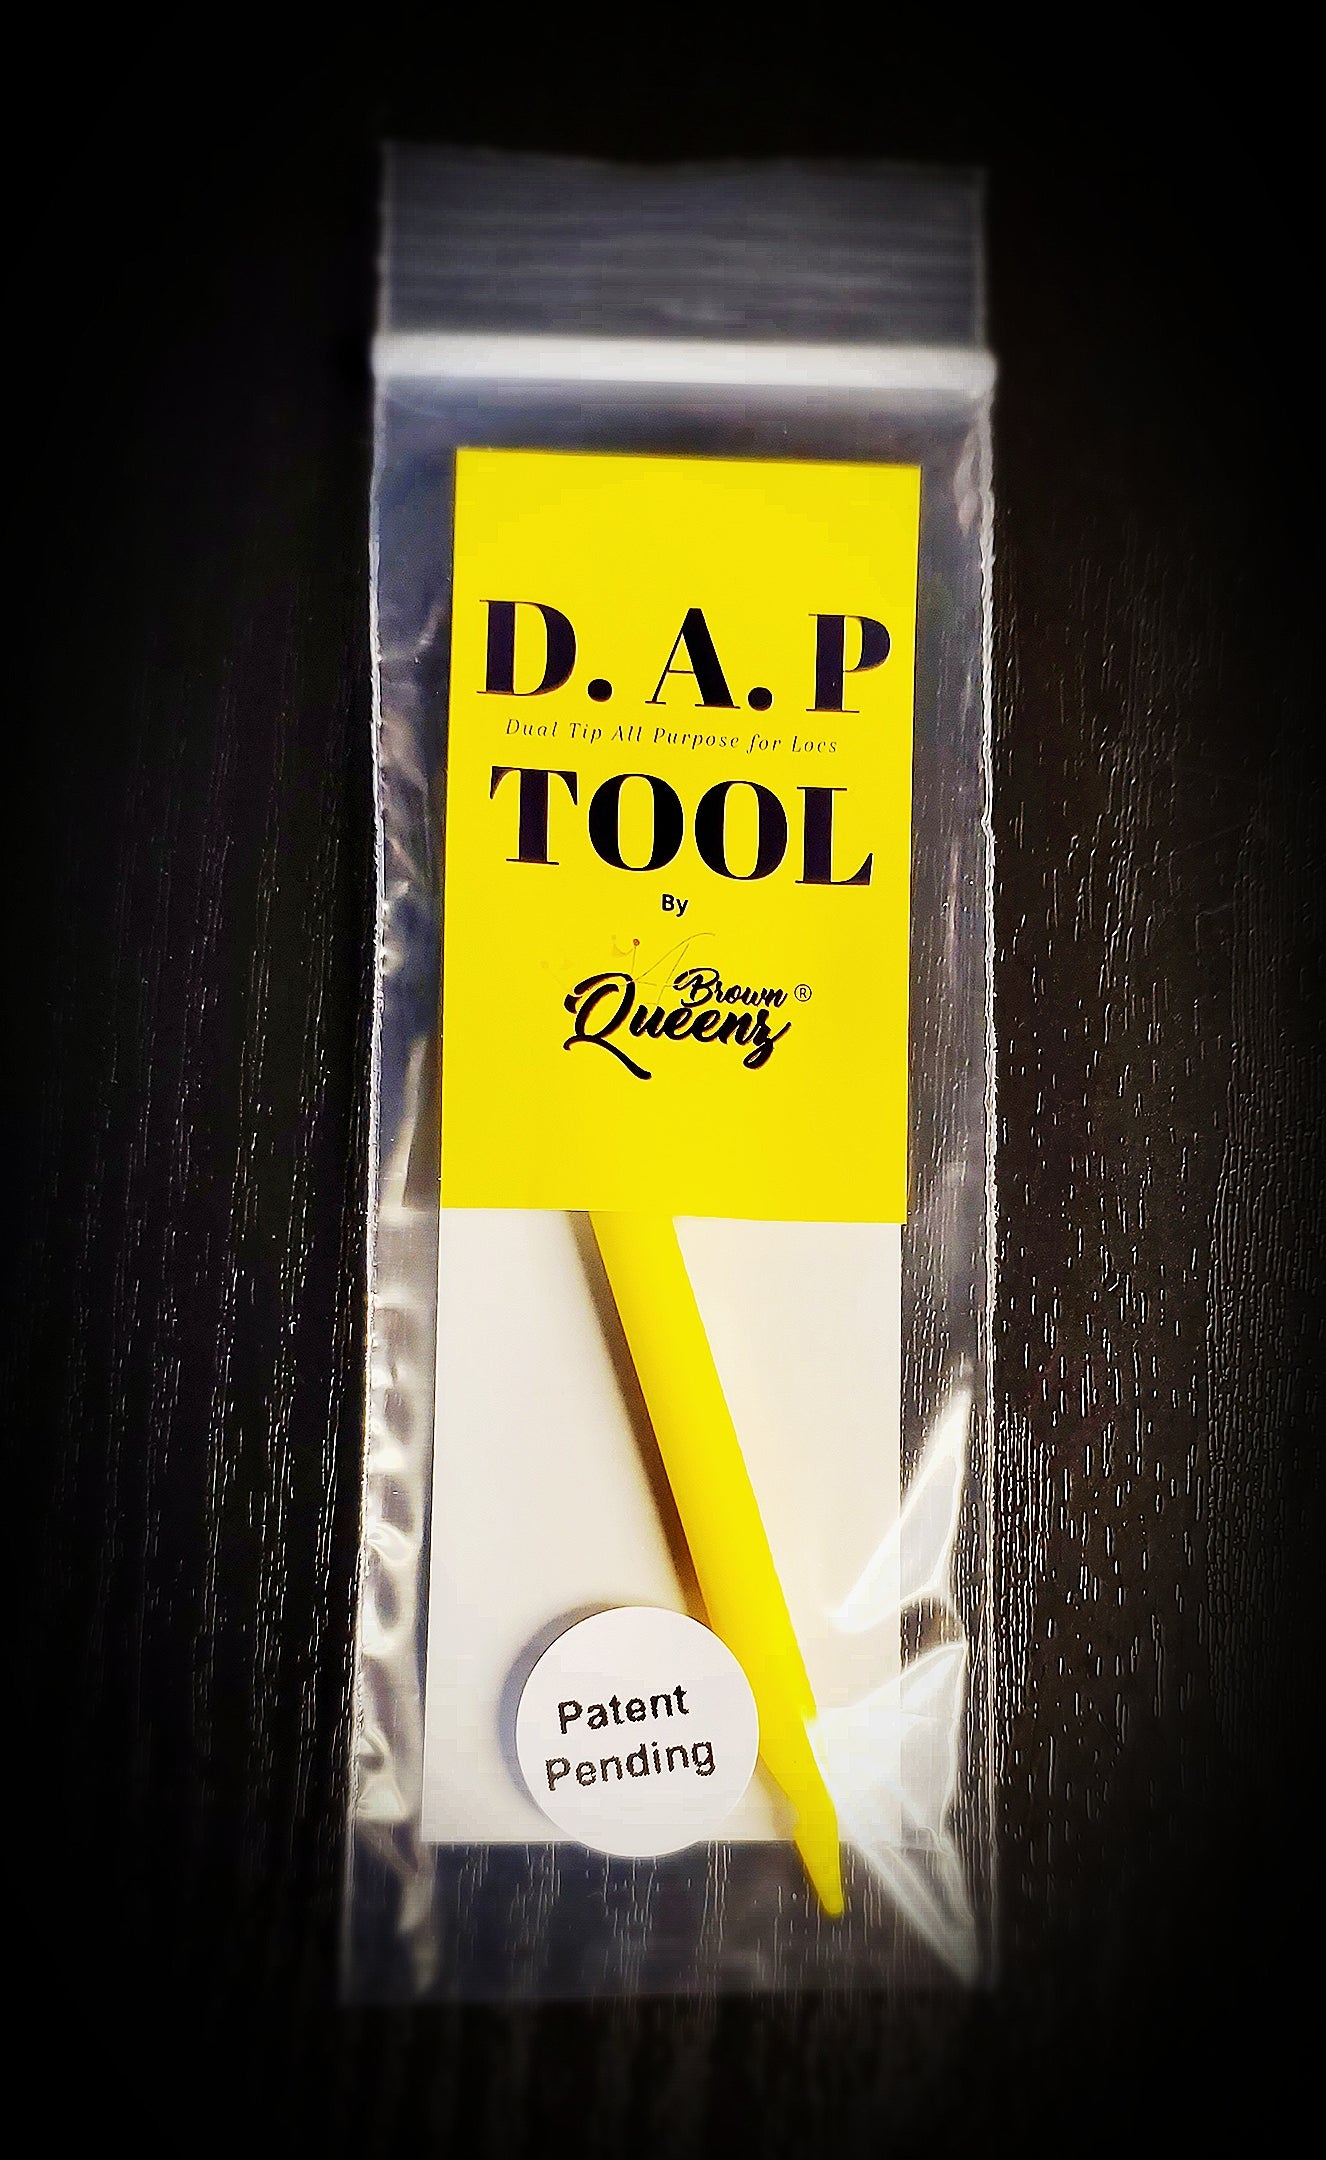 D. A. P
Dual Tip All Purpose for Locs
TOOL
By
Brown ®
Queenz
Patent
Pending